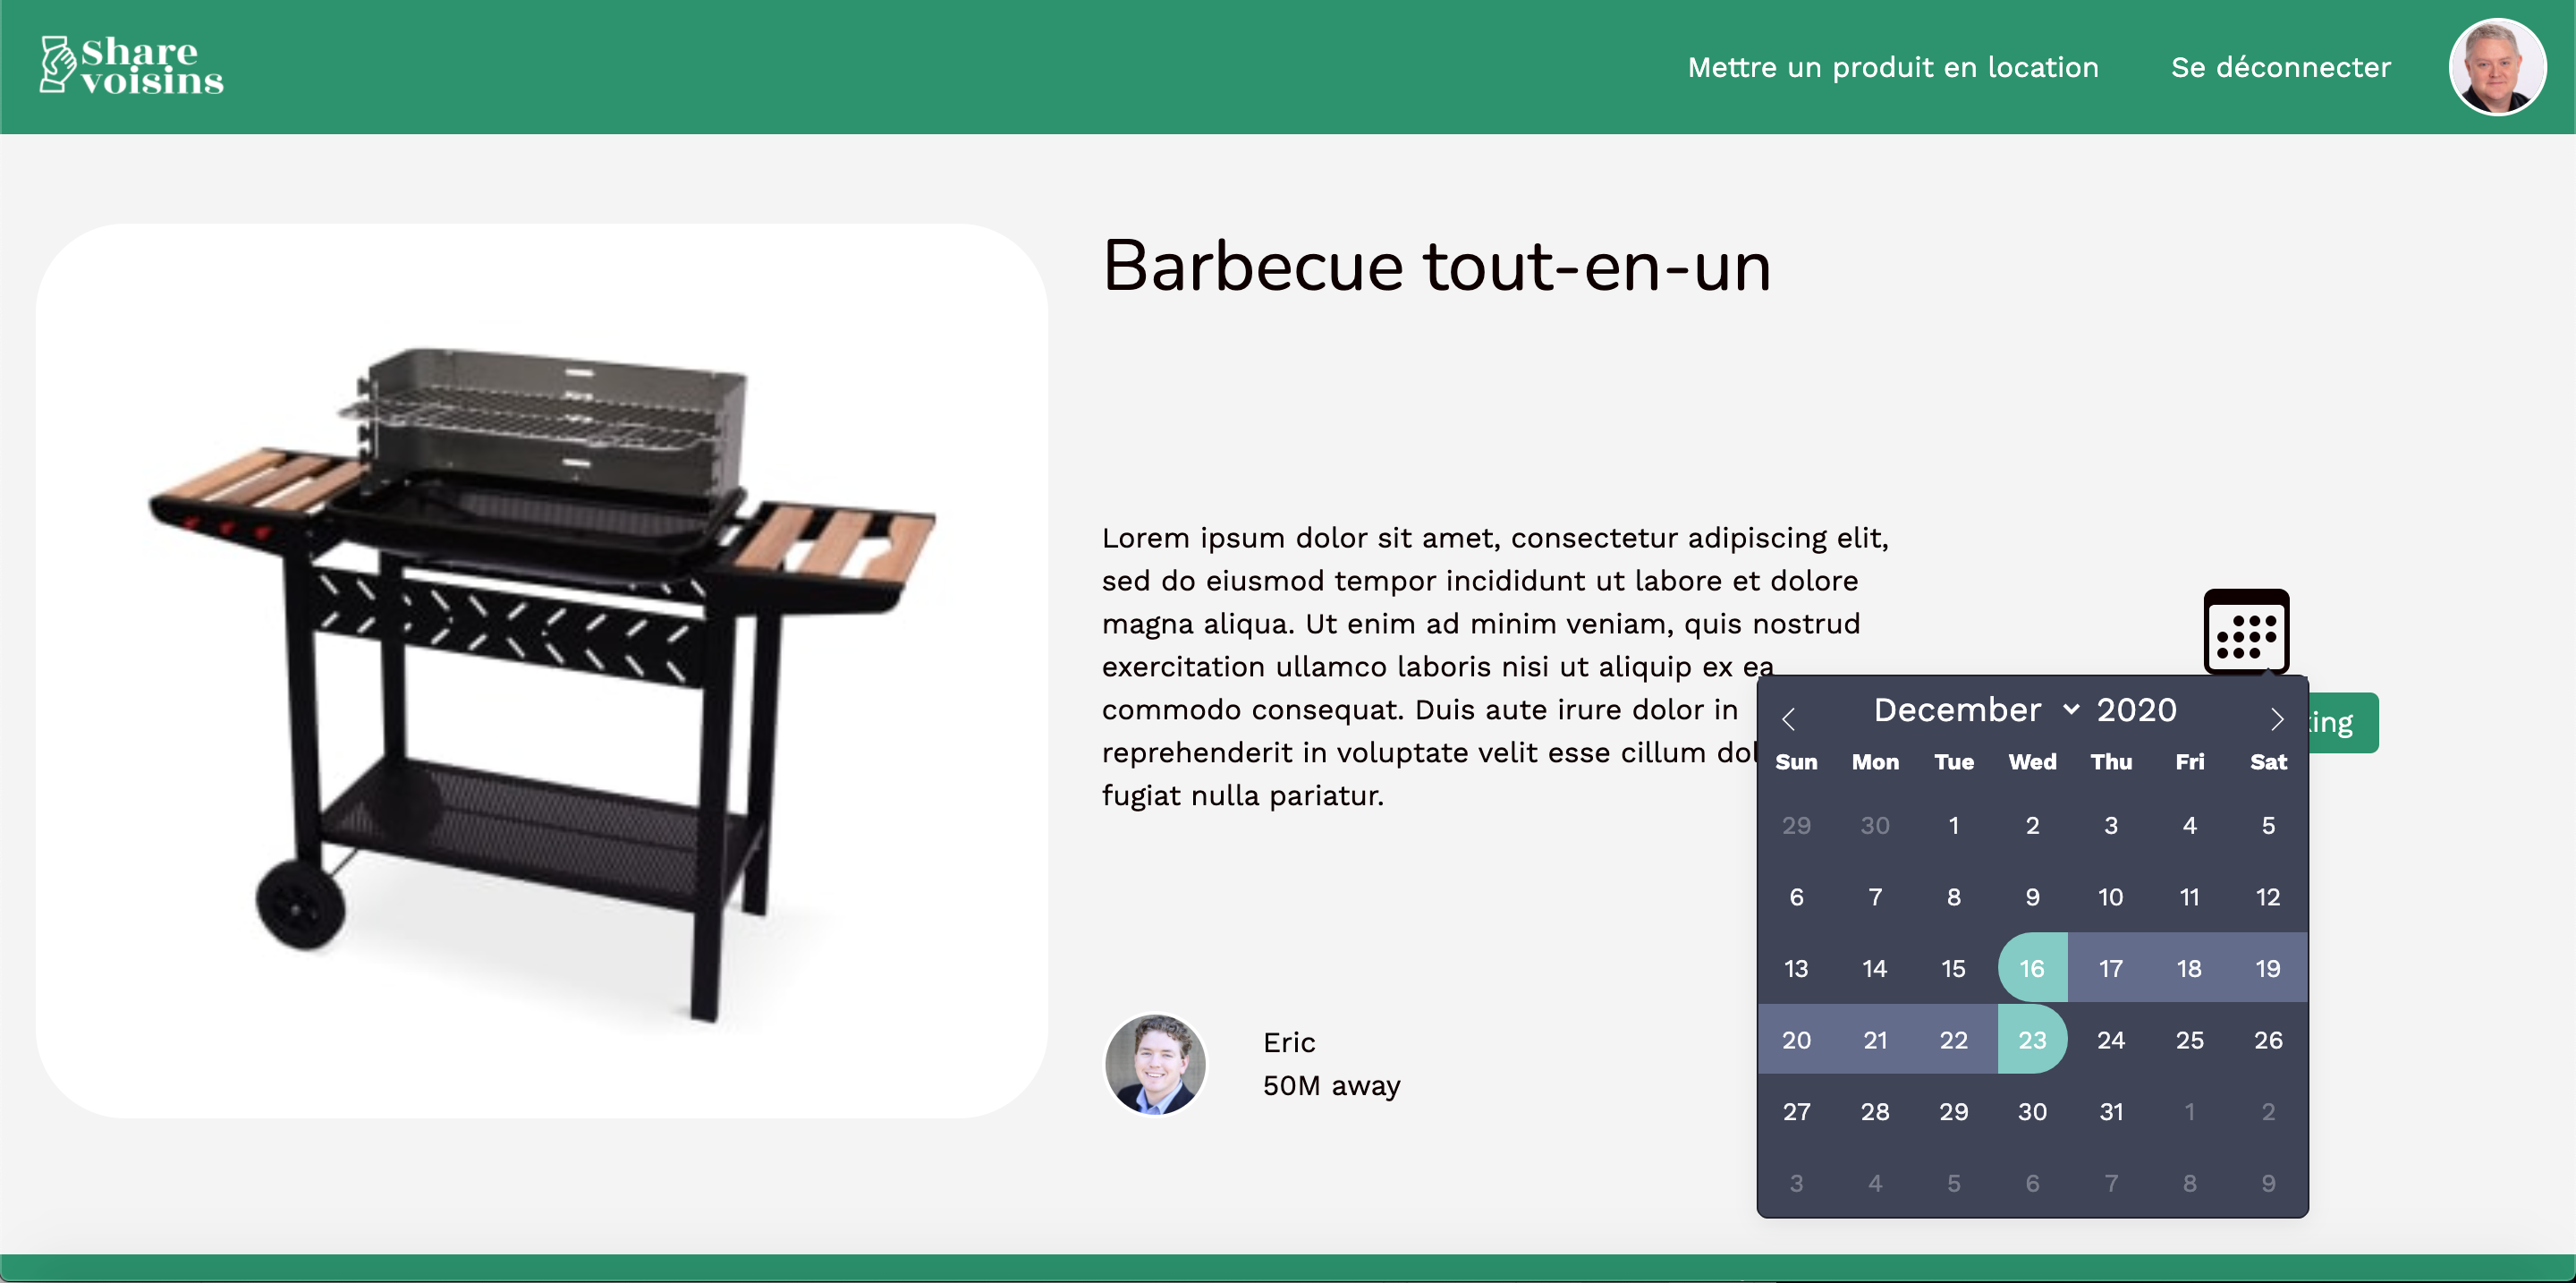 Share
voisins
Mettre un produit en location
Se déconnecter
Barbecue tout-en-un
Lorem ipsum dolor sit amet, consectetur adipiscing elit,
sed do eiusmod tempor incididunt ut labore et dolore
magna aliqua. Ut enim ad minim veniam, quis nostrud
exercitation ullamco laboris nisi ut aliquip ex ea
commodo consequat. Duis aute irure dolor in
reprehenderit in voluptate velit esse cillum
fugiat nulla pariatur.
Eric
50M away
December 2020
Sun Mon Tue Wed Thu Fri Sat
29 30 1 2 3 4 5
6 7 8 9 10 11 12
13 14 15 16 17 18 19
20 21 22 23 24 25 26
27 28 29 30 31 1 2
3 4 5 6 7 8 9